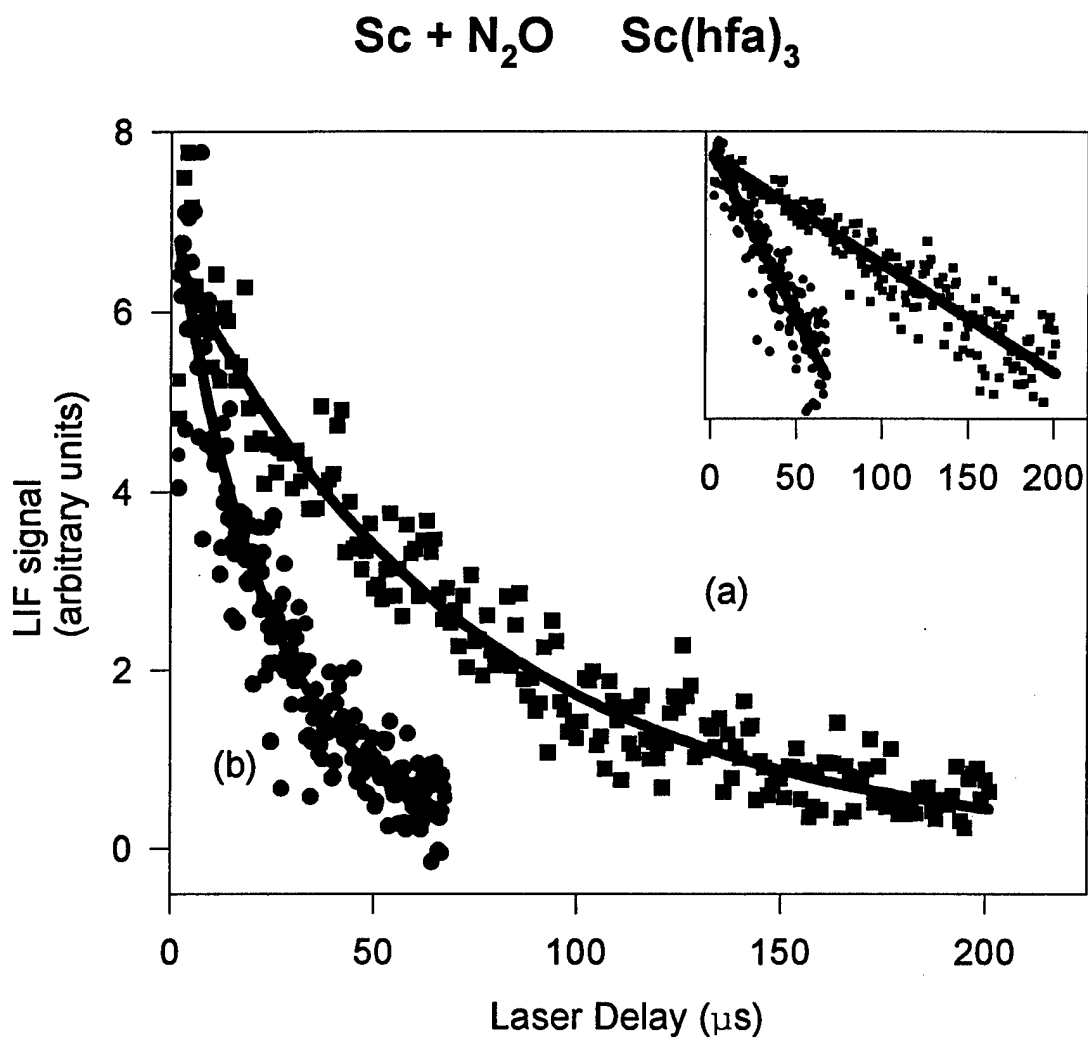 Sc + N₂O Sc(hfa)₃
8
6
4
2
0
LIF signal
(arbitrary units)
(a)
(b)
0 50 100 150 200
0 50 100 150 200
Laser Delay (μs)